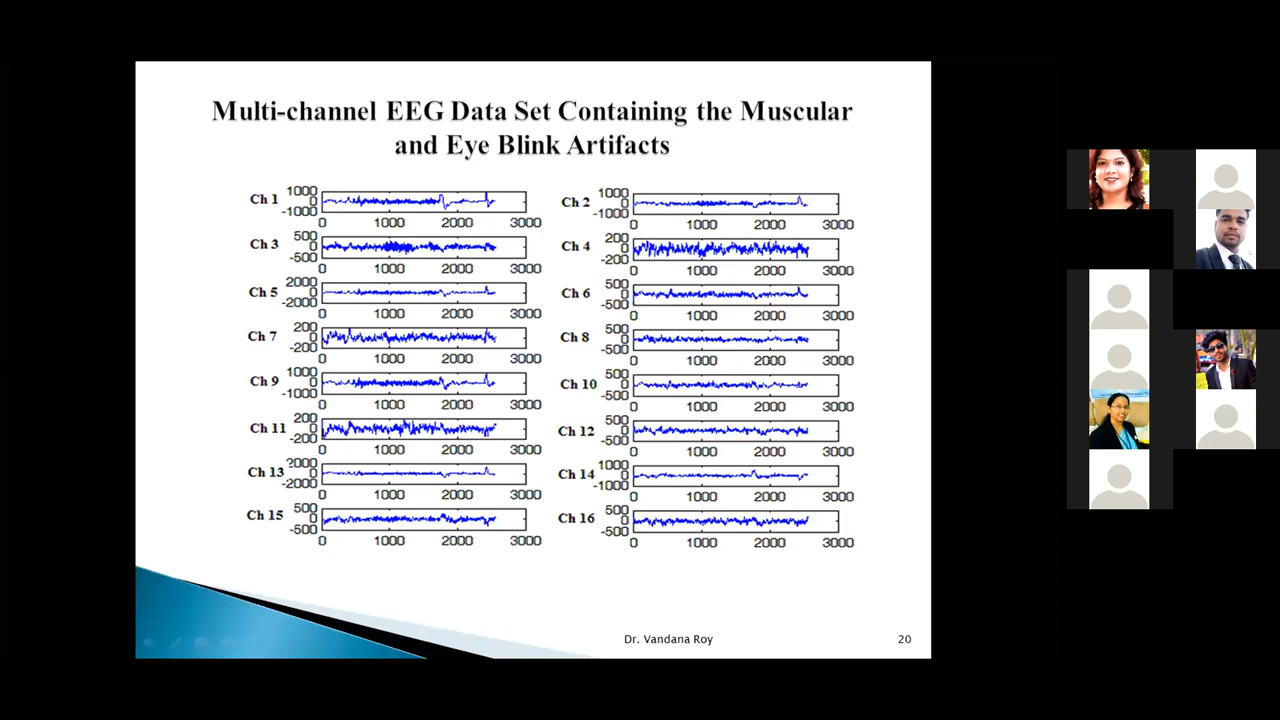 Multi-channel EEG Data Set Containing the Muscular
and Eye Blink Artifacts
Ch 1 1000 0 -1000 0 1000 2000 3000
Ch 2 1000 0 -1000 0 1000 2000 3000
Ch 3 500 0 -500 0 1000 2000 3000
Ch 4 200 0 -200 0 1000 2000 3000
Ch 5 2000 0 -2000 0 1000 2000 3000
Ch 6 500 0 -500 0 1000 2000 3000
Ch 7 200 0 -200 0 1000 2000 3000
Ch 8 500 0 -500 0 1000 2000 3000
Ch 9 1000 0 -1000 0 1000 2000 3000
Ch 10 500 0 -500 0 1000 2000 3000
Ch 11 200 0 -200 0 1000 2000 3000
Ch 12 500 0 -500 0 1000 2000 3000
Ch 13 2000 0 -2000 0 1000 2000 3000
Ch 14 1000 0 -1000 0 1000 2000 3000
Ch 15 500 0 -500 0 1000 2000 3000
Ch 16 500 0 -500 0 1000 2000 3000
Dr. Vandana Roy
20